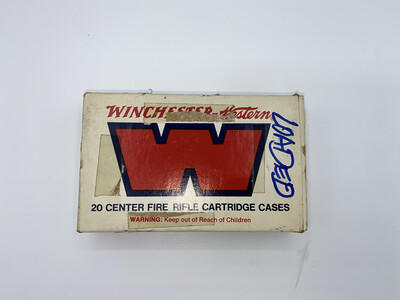 WINCHESTER-Western
LOADED
W
20 CENTER FIRE RIFLE CARTRIDGE CASES
WARNING: Keep out of Reach of Children